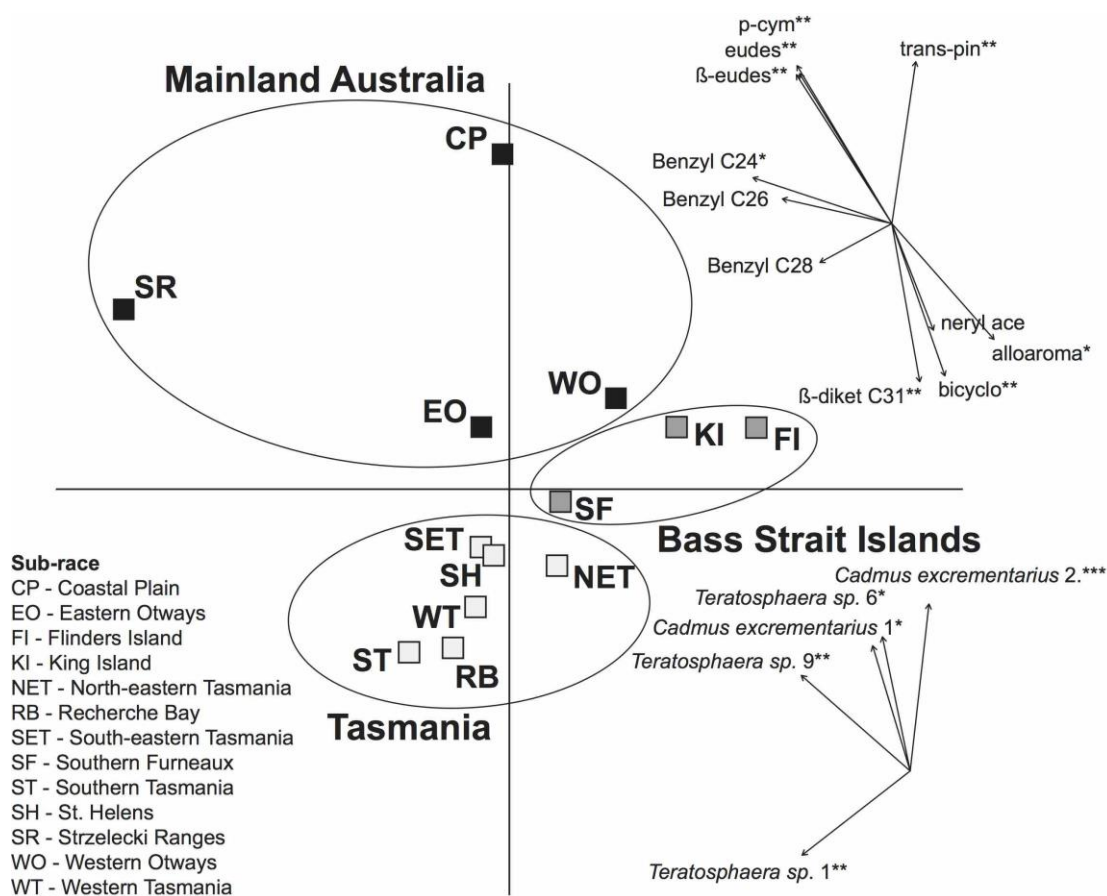 p-cym**
eudes**
ß-eudes**
trans-pin**
Mainland Australia
CP
Benzyl C24*
Benzyl C26
SR
Benzyl C28
neryl ace
alloaroma*
WO
ß-diket C31**
bicyclo**
EO
KI
FI
SF
Bass Strait Islands
SET
SH
NET
WT
ST
RB
Tasmania
Cadmus excrementarius 2.***
Teratosphaera sp. 6*
Cadmus excrementarius 1*
Teratosphaera sp. 9**
Teratosphaera sp. 1**
Sub-race
CP - Coastal Plain
EO - Eastern Otways
FI - Flinders Island
KI - King Island
NET - North-eastern Tasmania
RB - Recherche Bay
SET - South-eastern Tasmania
SF - Southern Furneaux
ST - Southern Tasmania
SH - St. Helens
SR - Strzelecki Ranges
WO - Western Otways
WT - Western Tasmania